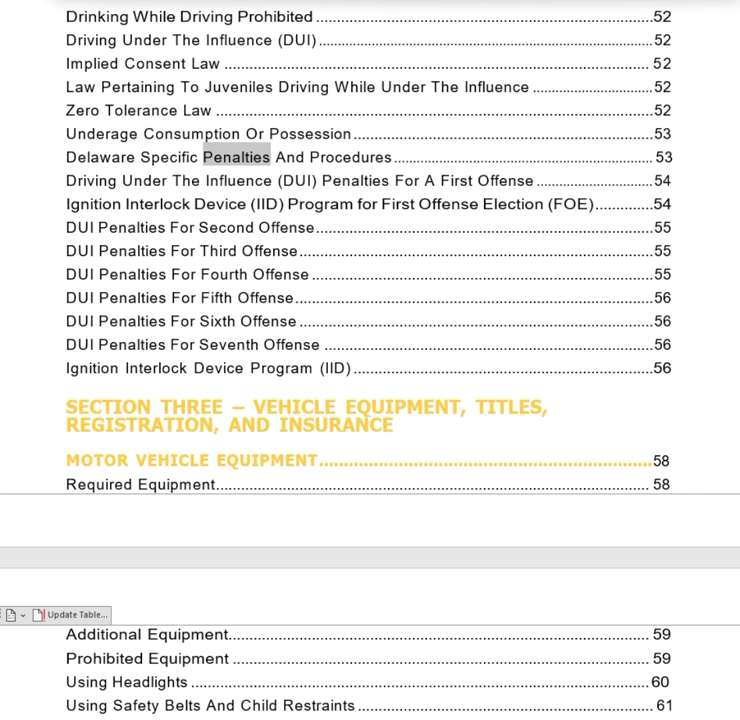 Drinking While Driving Prohibited ........ 52
Driving Under The Influence (DUI) ........ 52
Implied Consent Law ........ 52
Law Pertaining To Juveniles Driving While Under The Influence ........ 52
Zero Tolerance Law ........ 52
Underage Consumption Or Possession ........ 53
Delaware Specific Penalties And Procedures ........ 53
Driving Under The Influence (DUI) Penalties For A First Offense ........ 54
Ignition Interlock Device (IID) Program for First Offense Election (FOE) ........ 54
DUI Penalties For Second Offense ........ 55
DUI Penalties For Third Offense ........ 55
DUI Penalties For Fourth Offense ........ 55
DUI Penalties For Fifth Offense ........ 56
DUI Penalties For Sixth Offense ........ 56
DUI Penalties For Seventh Offense ........ 56
Ignition Interlock Device Program (IID) ........ 56
SECTION THREE – VEHICLE EQUIPMENT, TITLES,
REGISTRATION, AND INSURANCE
MOTOR VEHICLE EQUIPMENT ........ 58
Required Equipment ........ 58
Update Table...
Additional Equipment ........ 59
Prohibited Equipment ........ 59
Using Headlights ........ 60
Using Safety Belts And Child Restraints ........ 61